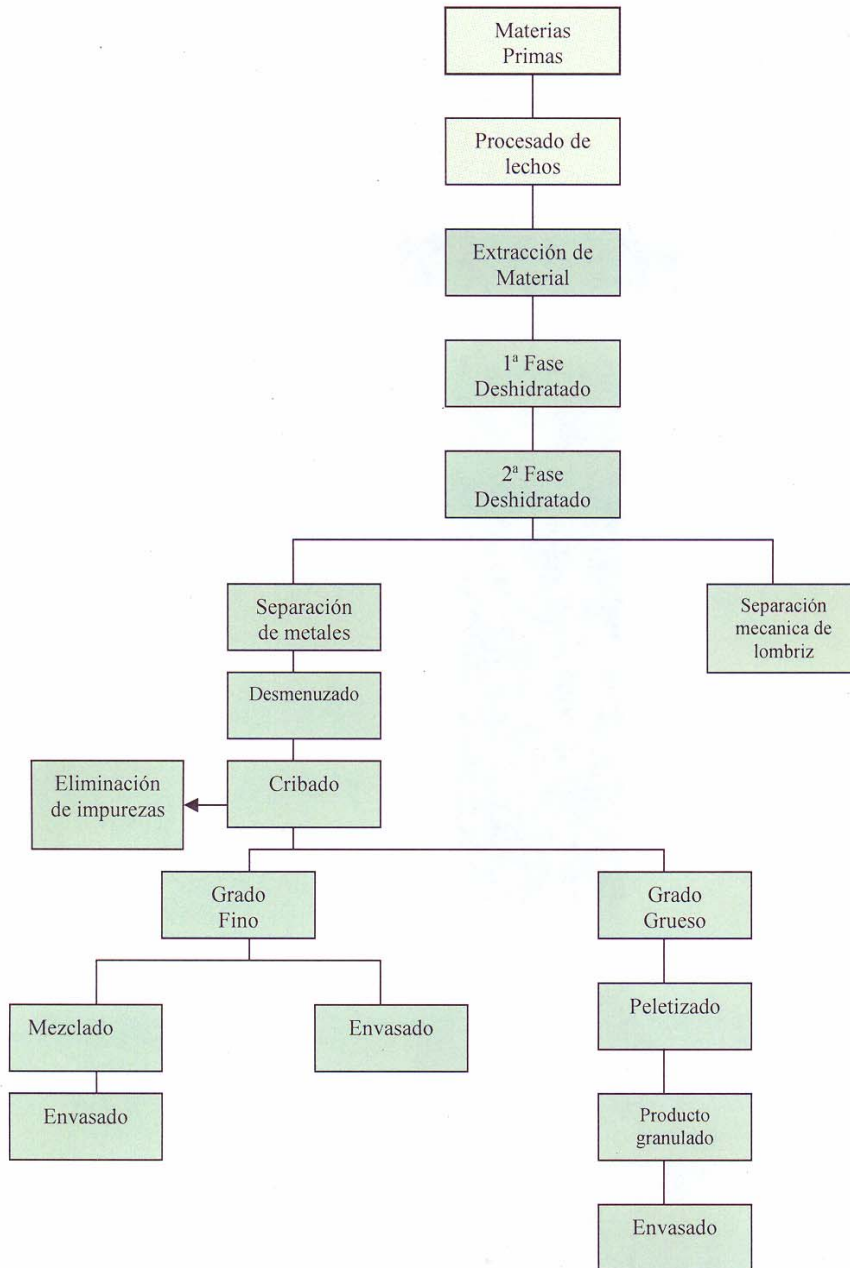 Materias
Primas
Procesado de
lechos
Extracción de
Material
1ª Fase
Deshidratado
2ª Fase
Deshidratado
Separación
de metales
Separación
mecanica de
lombriz
Desmenuzado
Eliminación
de impurezas
Cribado
Grado
Fino
Grado
Grueso
Mezclado
Envasado
Peletizado
Envasado
Producto
granulado
Envasado